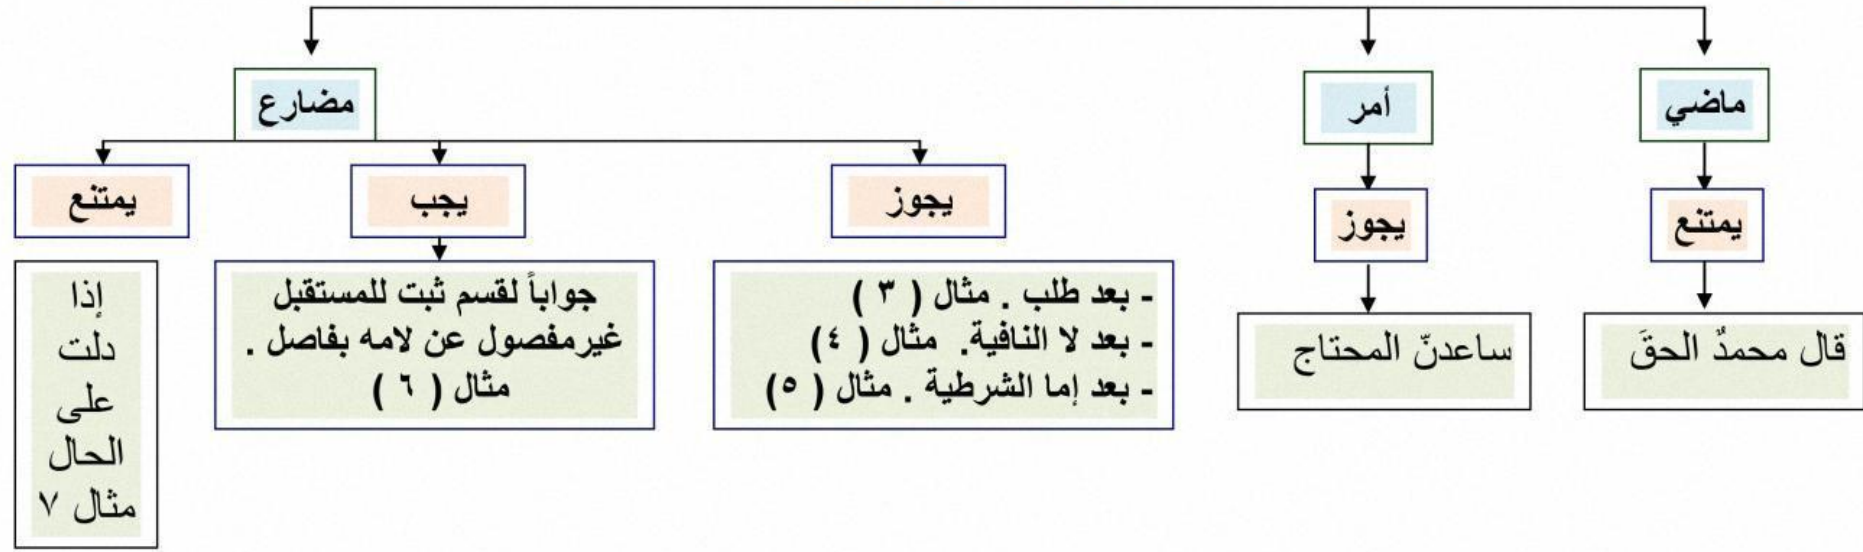 ماضي
أمر
مضارع
يمتنع
يجوز
يجوز
يجب
يمتنع
قال محمدٌ الحقَ
ساعدنّ المحتاج
- بعد طلب . مثال ( ٣ )
- بعد لا النافية. مثال ( ٤)
- بعد إما الشرطية . مثال ( ٥)
جواباً لقسم ثبت للمستقبل
غيرمفصول عن لامه بفاصل .
مثال ( ٦ )
إذا
دلت
على
الحال
مثال ٧